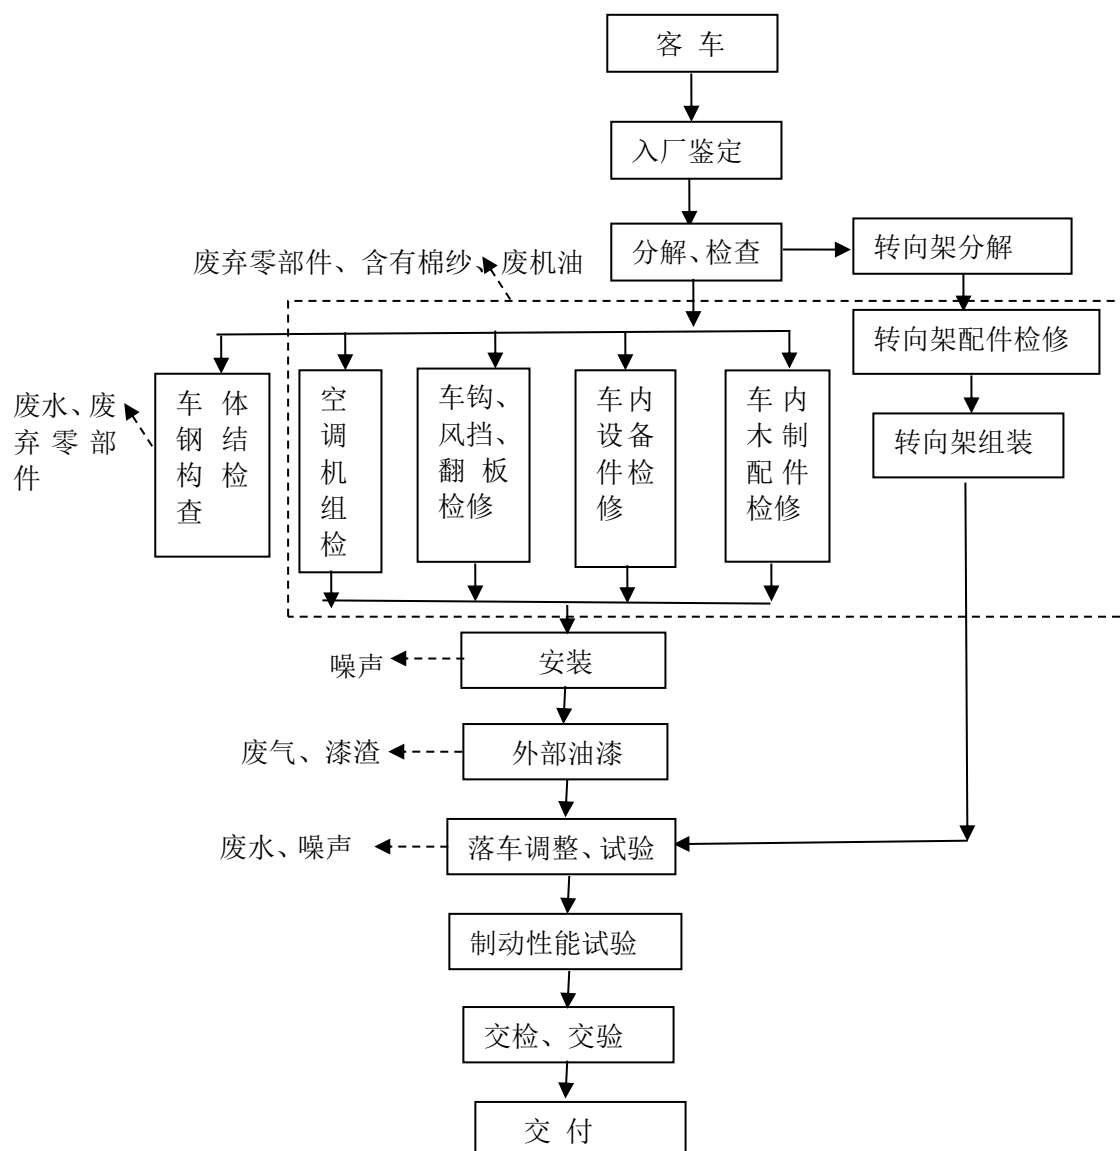 客 车
入厂鉴定
分解、检查
转向架分解
废弃零部件、含有棉纱、废机油
转向架配件检修
转向架组装
废水、废
弃零部
件
车体
钢结
构检
查
空
调
机
组
检
车钩、
风挡、
翻板
检修
车内
设备
件检
修
车内
木制
配件
检修
噪声
安装
废气、漆渣
外部油漆
废水、噪声
落车调整、试验
制动性能试验
交检、交验
交 付